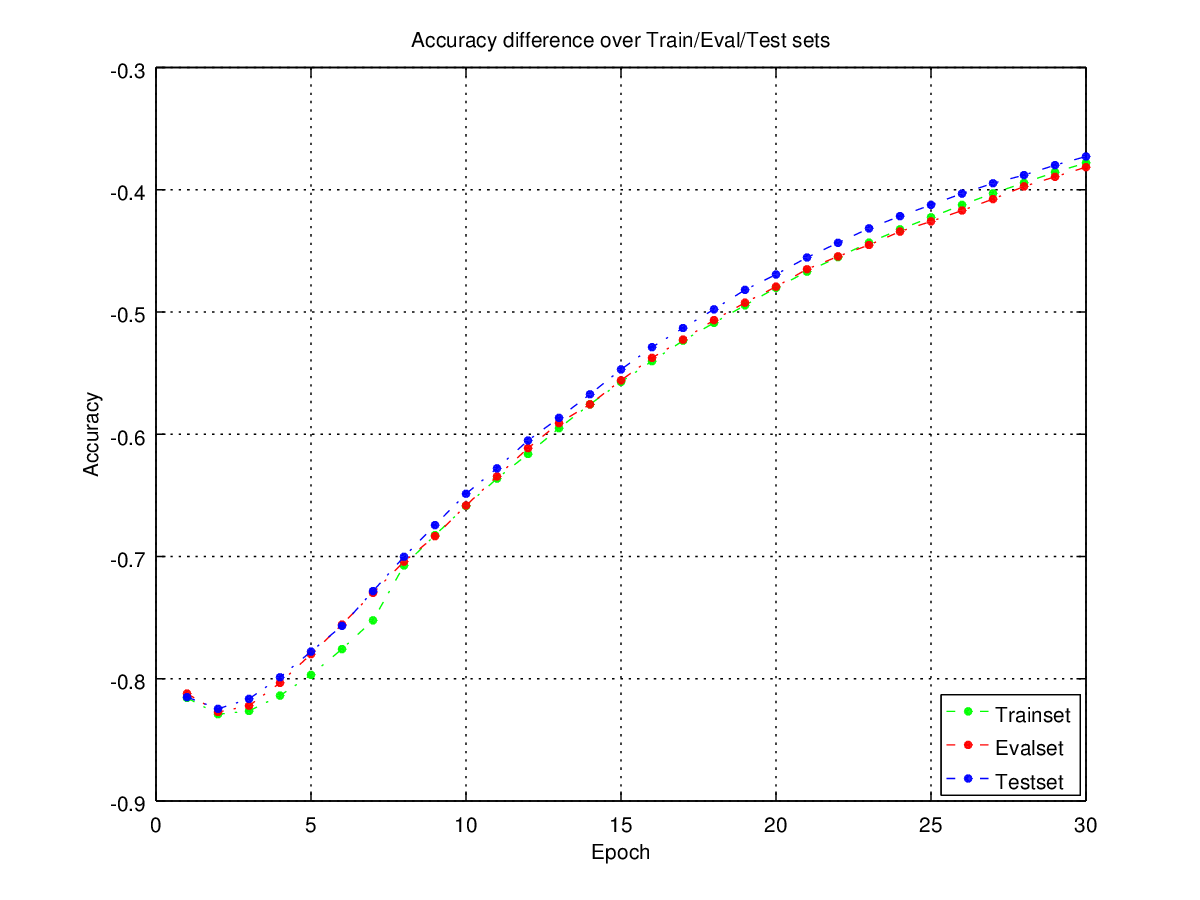 Accuracy difference over Train/Eval/Test sets
-0.3
-0.4
-0.5
-0.6
-0.7
-0.8
-0.9
Accuracy
0 5 10 15 20 25 30
Epoch
Trainset
Evalset
Testset